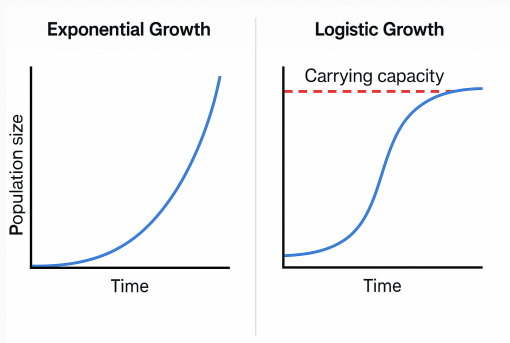 Exponential Growth
Population size
Time
Logistic Growth
Carrying capacity
Time